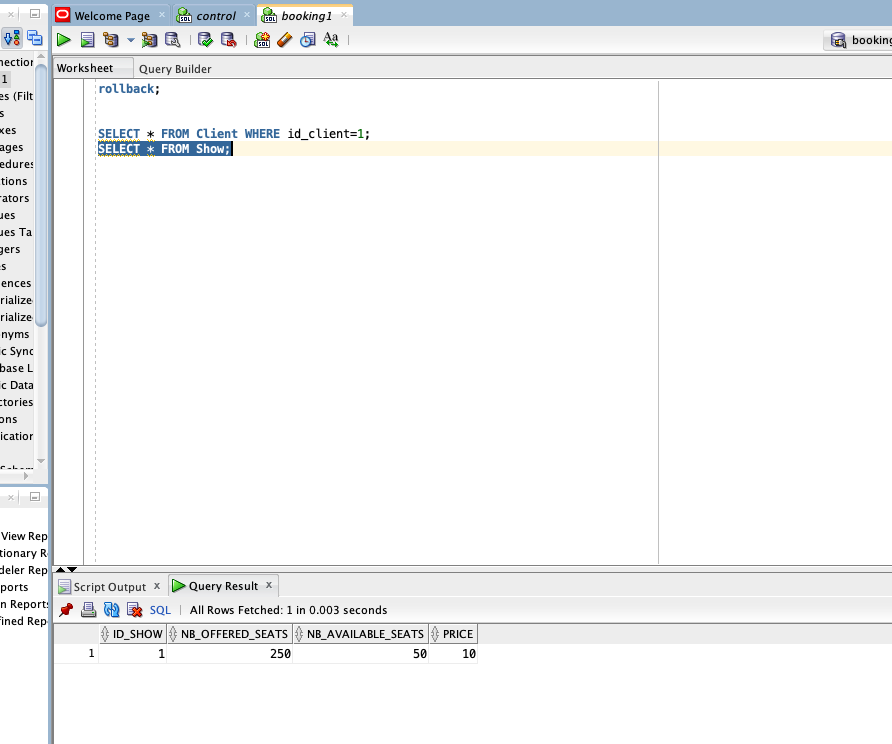 Welcome Page
control
booking1
booking
Worksheet
Query Builder
rollback;
SELECT * FROM Client WHERE id_client=1;
SELECT * FROM Show;
1
Script Output
Query Result
SQL
All Rows Fetched: 1 in 0.003 seconds
ID_SHOW NB_OFFERED_SEATS NB_AVAILABLE_SEATS PRICE
1 1 250 50 10
nection
es (Filt
s
xes
ages
edures
tions
rators
ues
ues Ta
gers
s
ences
rialize
rialize
nyms
ic Sync
base L
ic Data
ctories
ons
ication
View Rep
tionary R
deler Rep
ports
n Reports
fined Rep